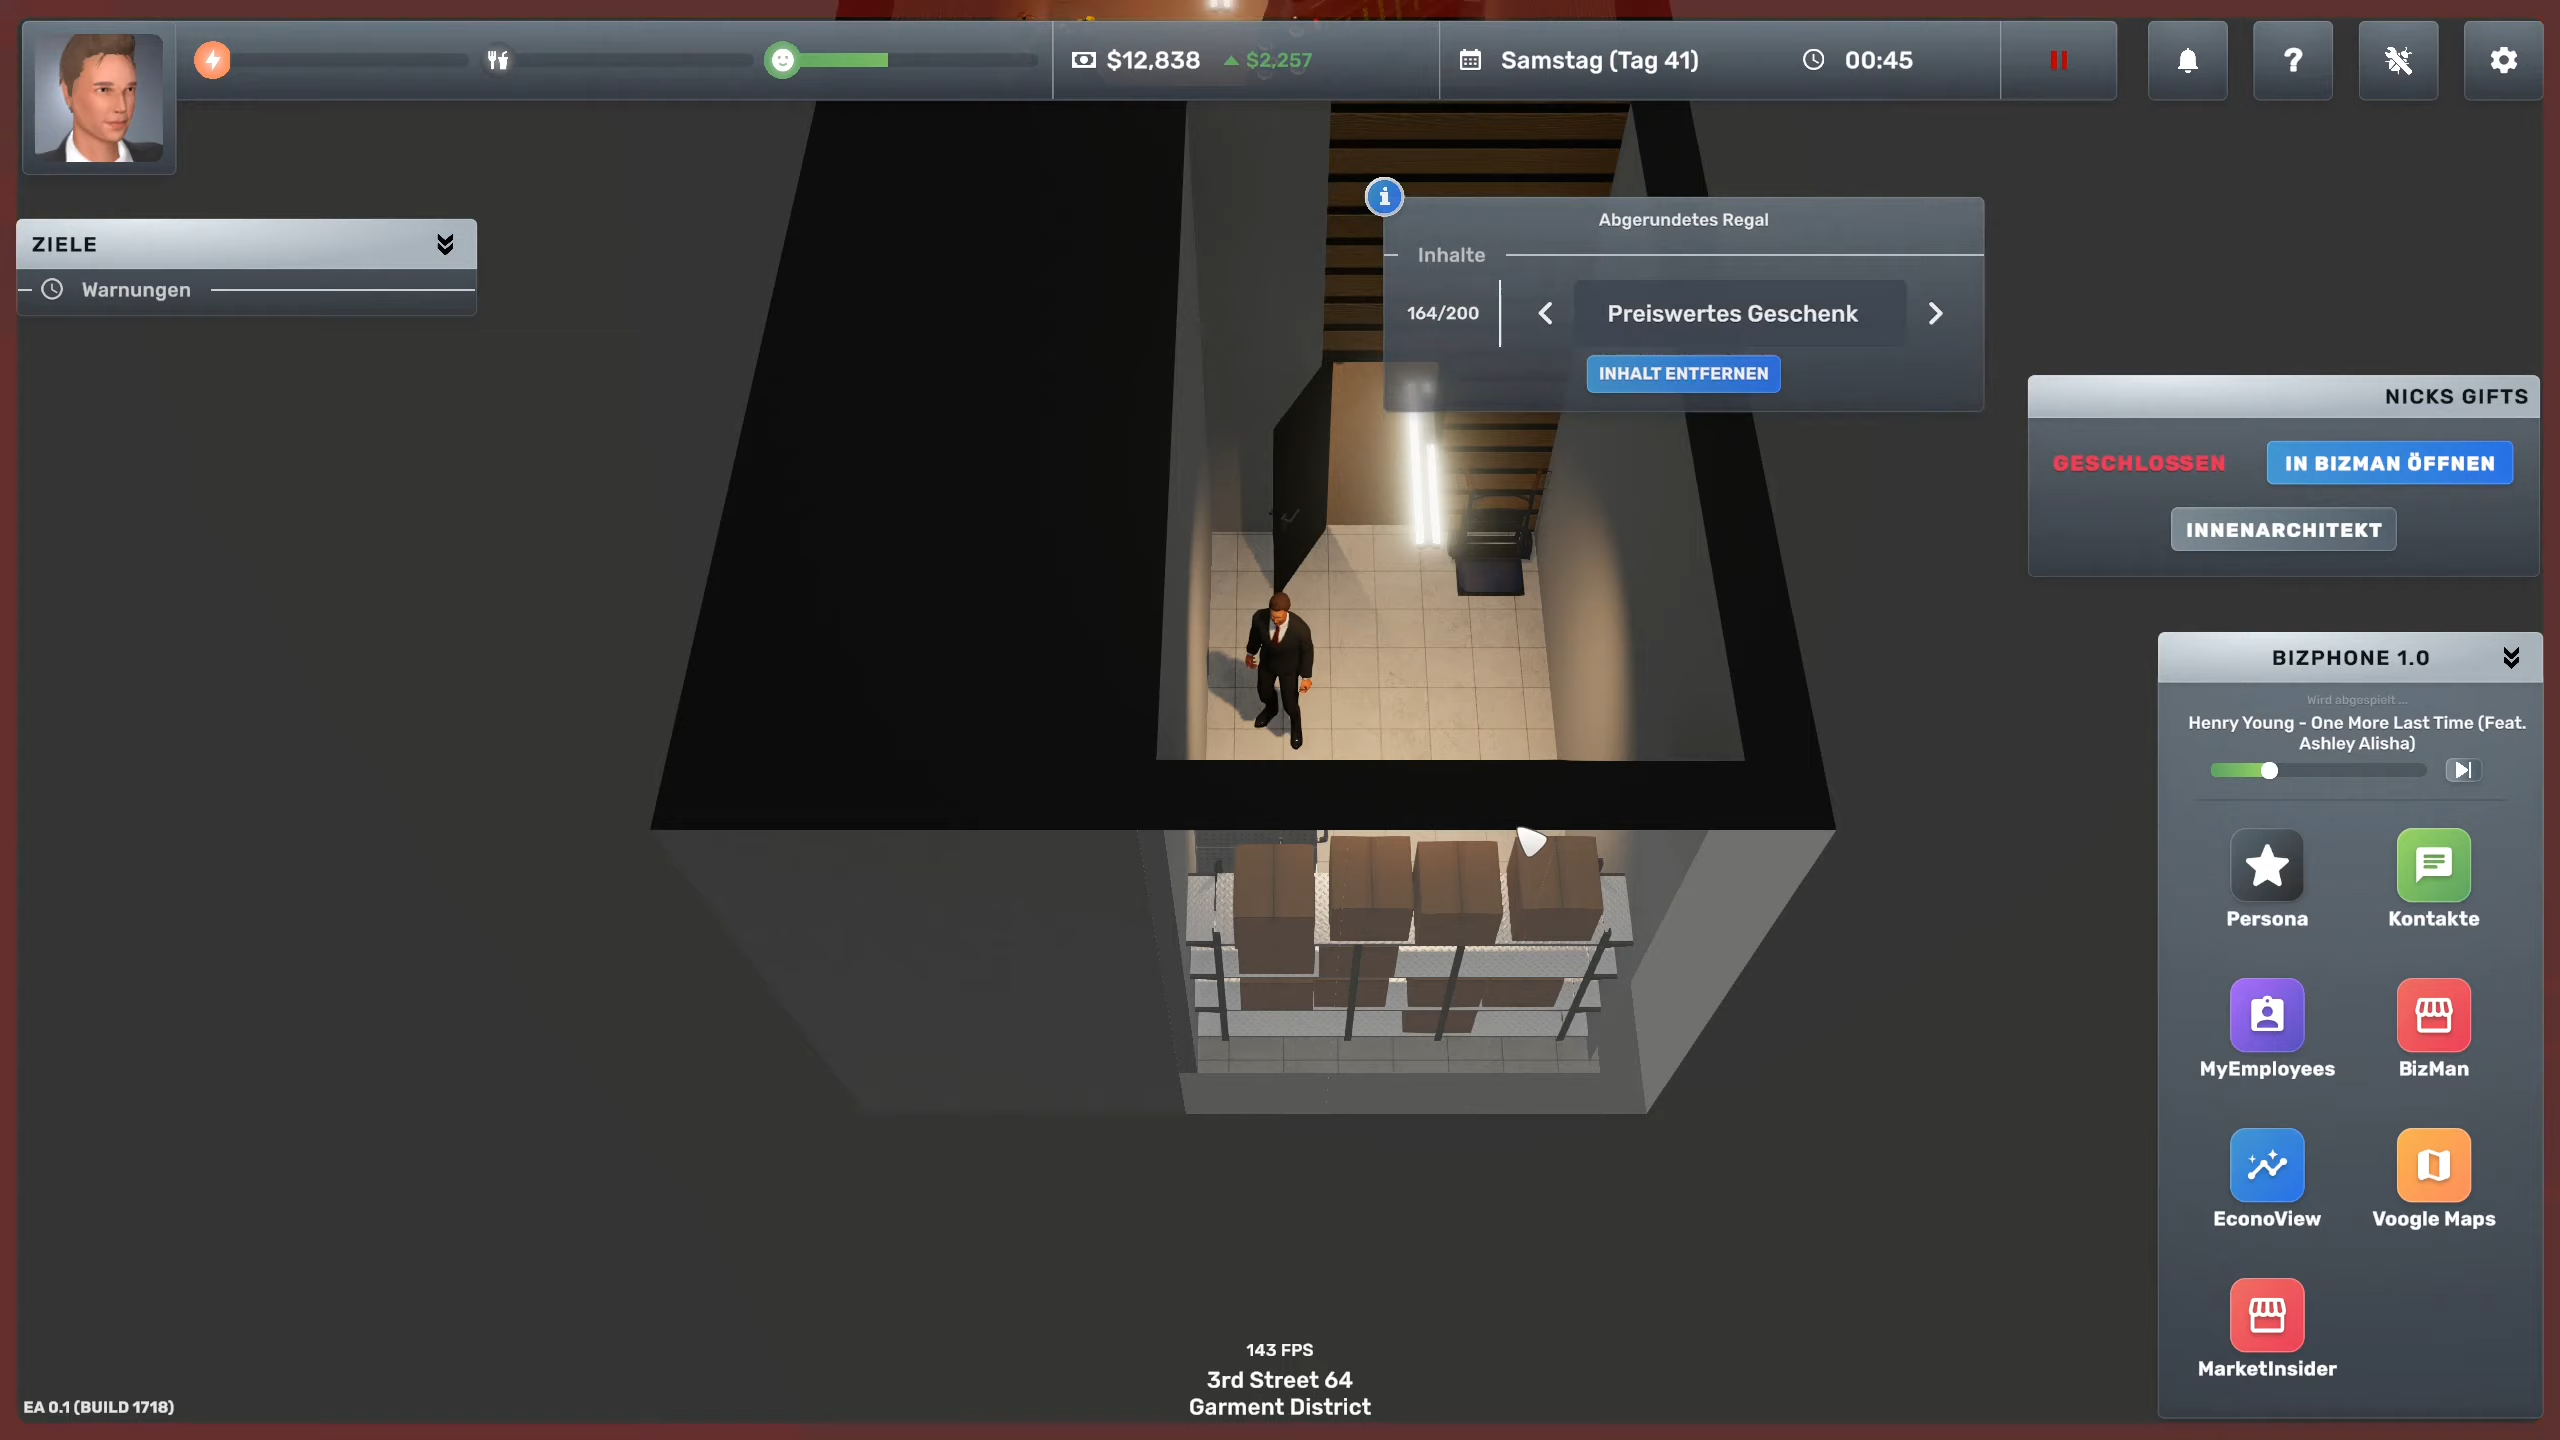 $12,838
$2,257
Samstag (Tag 41)
00:45
?
ZIELE
Warnungen
i
Abgerundetes Regal
Inhalte
164/200
Preiswertes Geschenk
INHALT ENTFERNEN
NICKS GIFTS
GESCHLOSSEN
IN BIZMAN ÖFFNEN
INNENARCHITEKT
BIZPHONE 1.0
Wird abgespielt ...
Henry Young - One More Last Time (Feat.
Ashley Alisha)
Persona
Kontakte
MyEmployees
BizMan
EconoView
Voogle Maps
MarketInsider
143 FPS
3rd Street 64
Garment District
EA 0.1 (BUILD 1718)